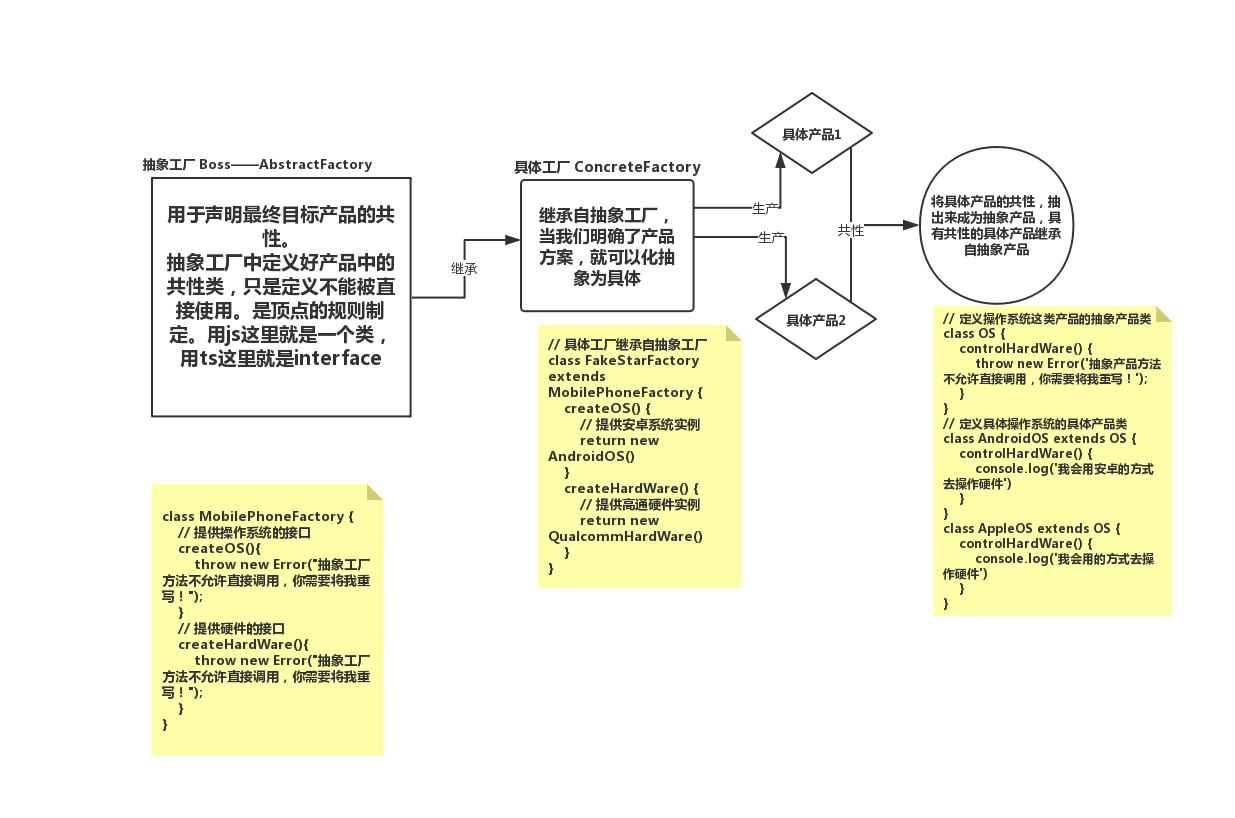 抽象工厂 Boss——AbstractFactory
用于声明最终目标产品的共
性。
抽象工厂中定义好产品中的
共性类，只是定义不能被直
接使用。是顶点的规则制
定。用js这里就是一个类，
用ts这里就是interface
继承
具体工厂 ConcreteFactory
继承自抽象工厂，
当我们明确了产品
方案，就可以化抽
象为具体
生产
生产
具体产品1
具体产品2
共性
将具体产品的共性，抽
出来成为抽象产品，具
有共性的具体产品继承
自抽象产品
class MobilePhoneFactory {
// 提供操作系统的接口
createOS(){
throw new Error("抽象工厂
方法不允许直接调用，你需要将我重
写！");
}
// 提供硬件的接口
createHardWare(){
throw new Error("抽象工厂
方法不允许直接调用，你需要将我重
写！");
}
}
// 具体工厂继承自抽象工厂
class FakeStarFactory
extends
MobilePhoneFactory {
createOS() {
// 提供安卓系统实例
return new
AndroidOS()
}
createHardWare() {
// 提供高通硬件实例
return new
QualcommHardWare()
}
}
// 定义操作系统这类产品的抽象产品类
class OS {
controlHardWare() {
throw new Error('抽象产品方法
不允许直接调用，你需要将我重写！');
}
}
// 定义具体操作系统的具体产品类
class AndroidOS extends OS {
controlHardWare() {
console.log('我会用安卓的方式
去操作硬件')
}
}
class AppleOS extends OS {
controlHardWare() {
console.log('我会用的方式去操
作硬件')
}
}